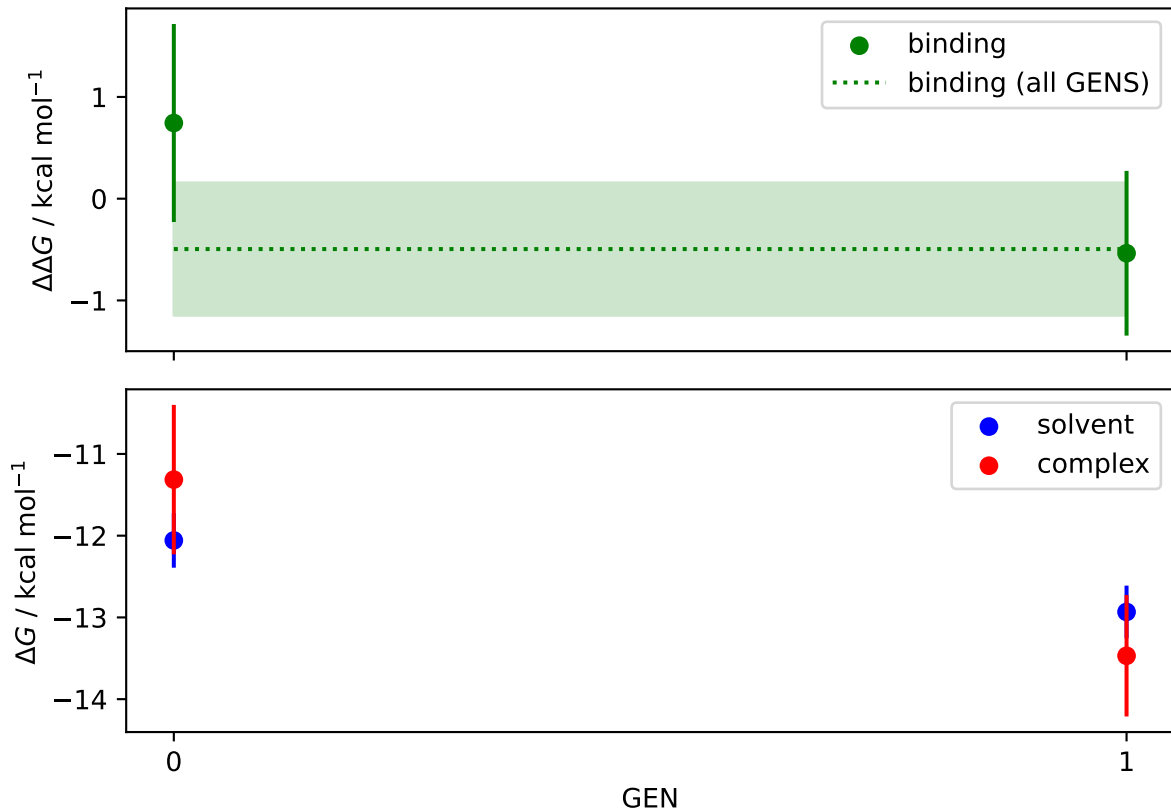 binding
binding (all GENS)
1
0
−1
ΔΔG / kcal mol⁻¹
solvent
complex
−11
−12
−13
−14
ΔG / kcal mol⁻¹
0
1
GEN